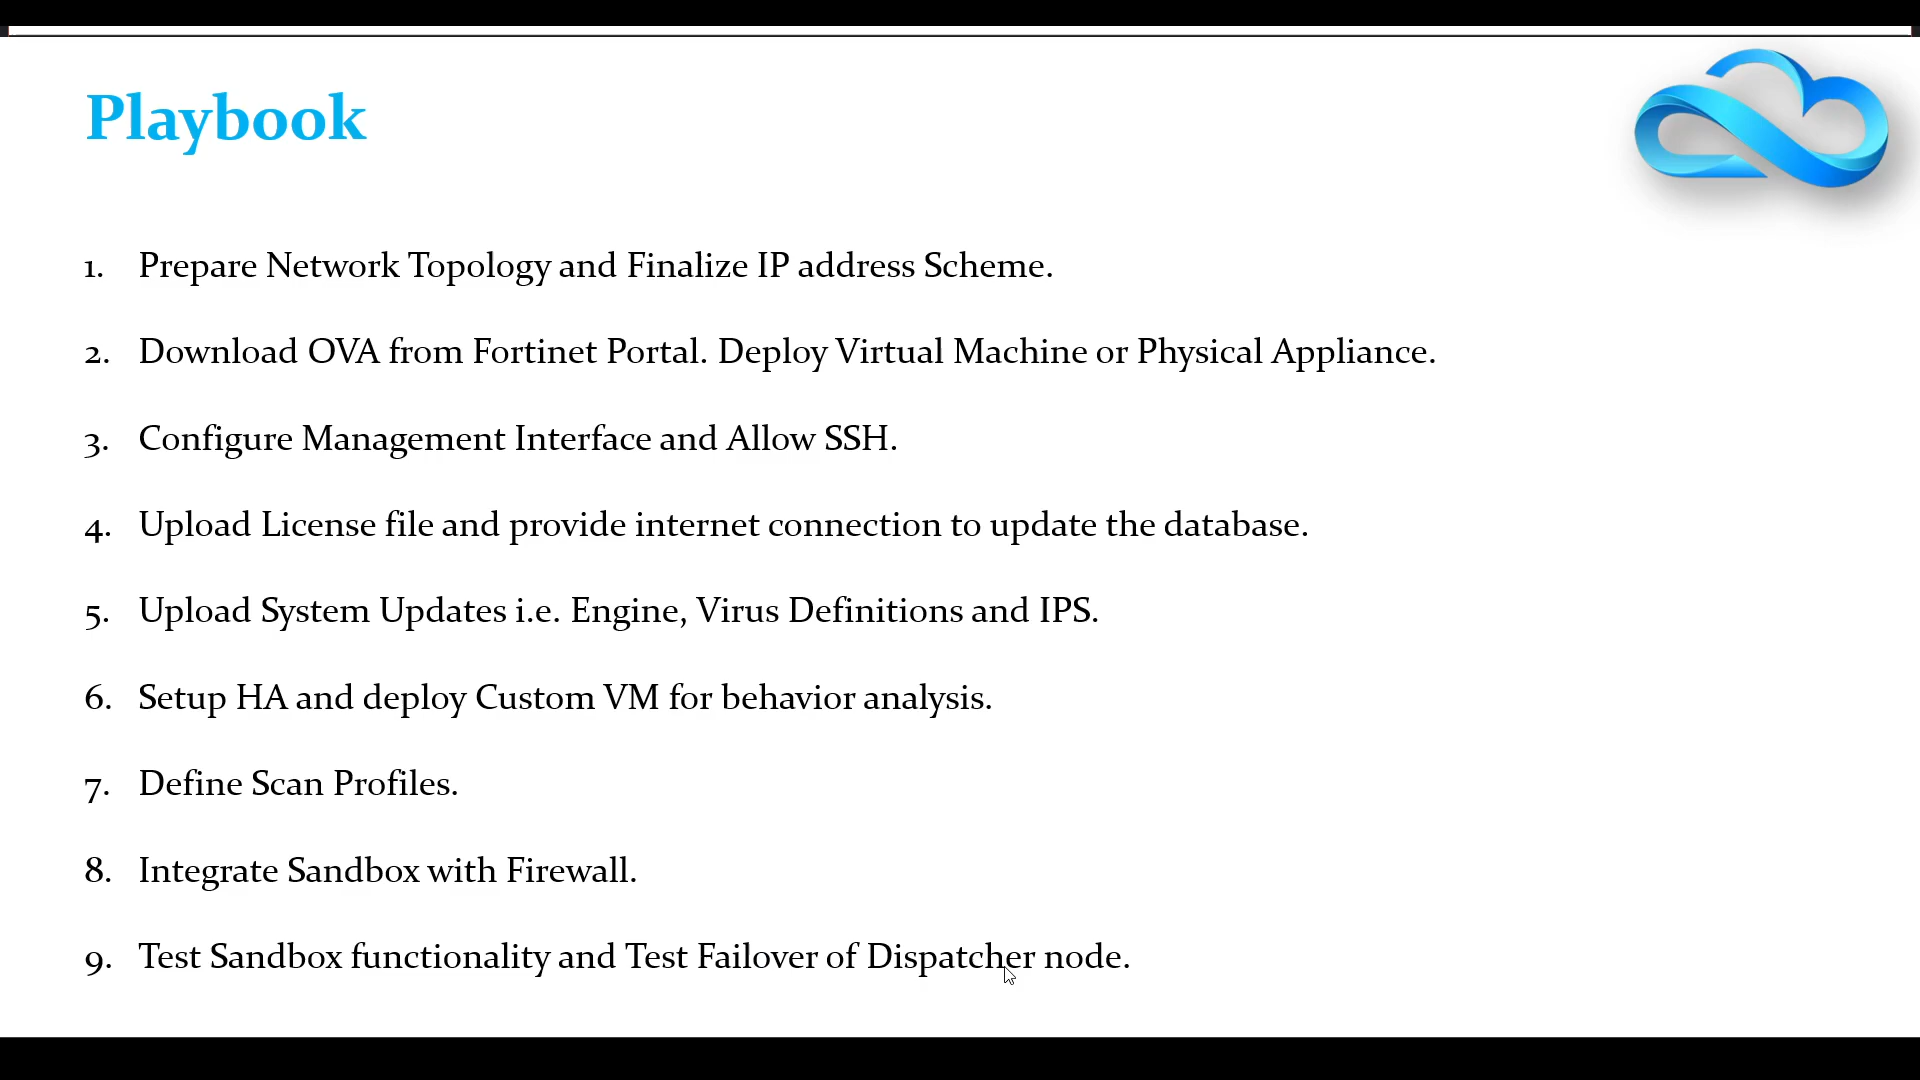 Playbook
1. Prepare Network Topology and Finalize IP address Scheme.
2. Download OVA from Fortinet Portal. Deploy Virtual Machine or Physical Appliance.
3. Configure Management Interface and Allow SSH.
4. Upload License file and provide internet connection to update the database.
5. Upload System Updates i.e. Engine, Virus Definitions and IPS.
6. Setup HA and deploy Custom VM for behavior analysis.
7. Define Scan Profiles.
8. Integrate Sandbox with Firewall.
9. Test Sandbox functionality and Test Failover of Dispatcher node.